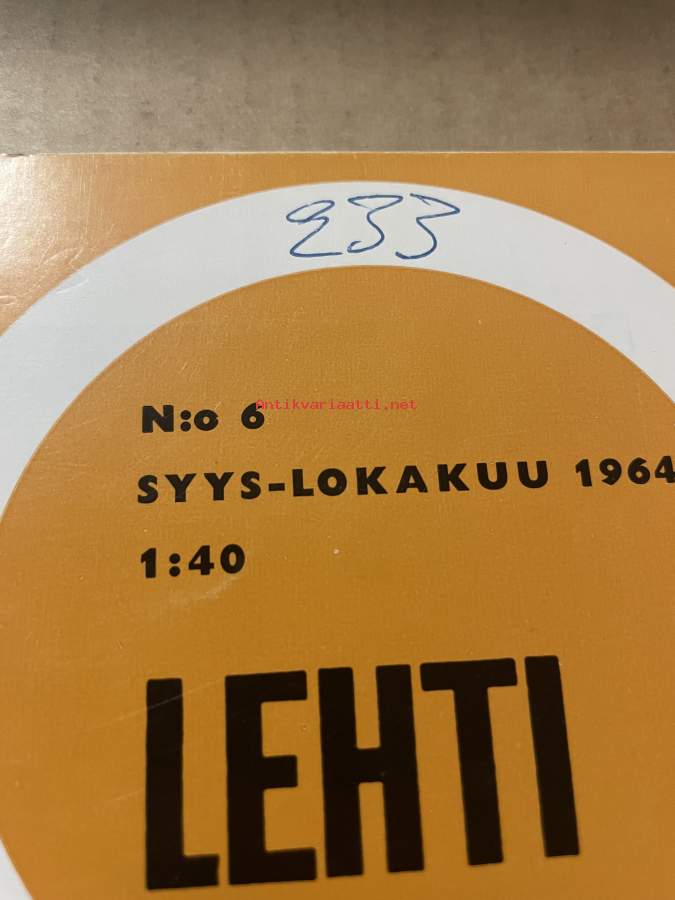 233
N:o 6
Antikvariaatti.net
SYYS-LOKAKUU 1964
1:40
LEHTI